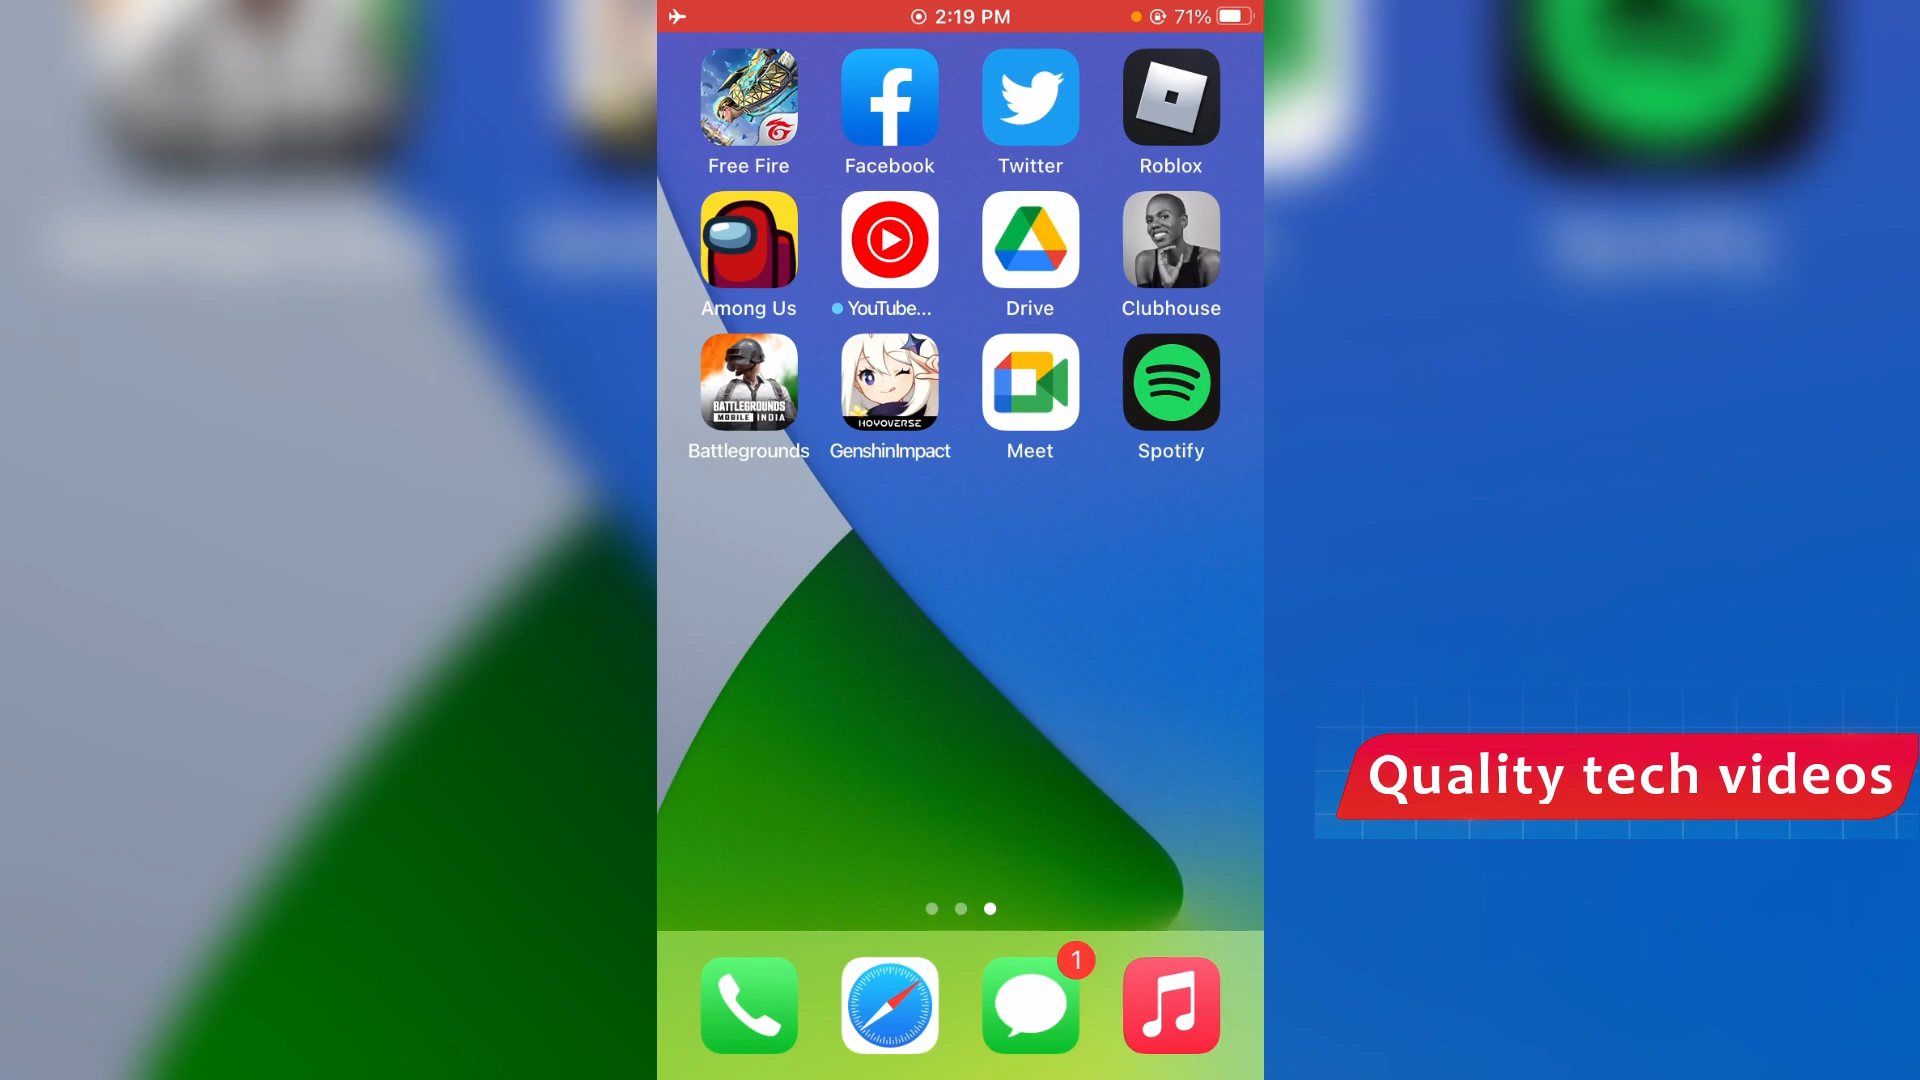 2:19 PM
71%
Free Fire
Facebook
Twitter
Roblox
Among Us
YouTube...
Drive
Clubhouse
BATTLEGROUNDS
MOBILE INDIA
HOYOVERSE
Battlegrounds
GenshinImpact
Meet
Spotify
Quality tech videos
1